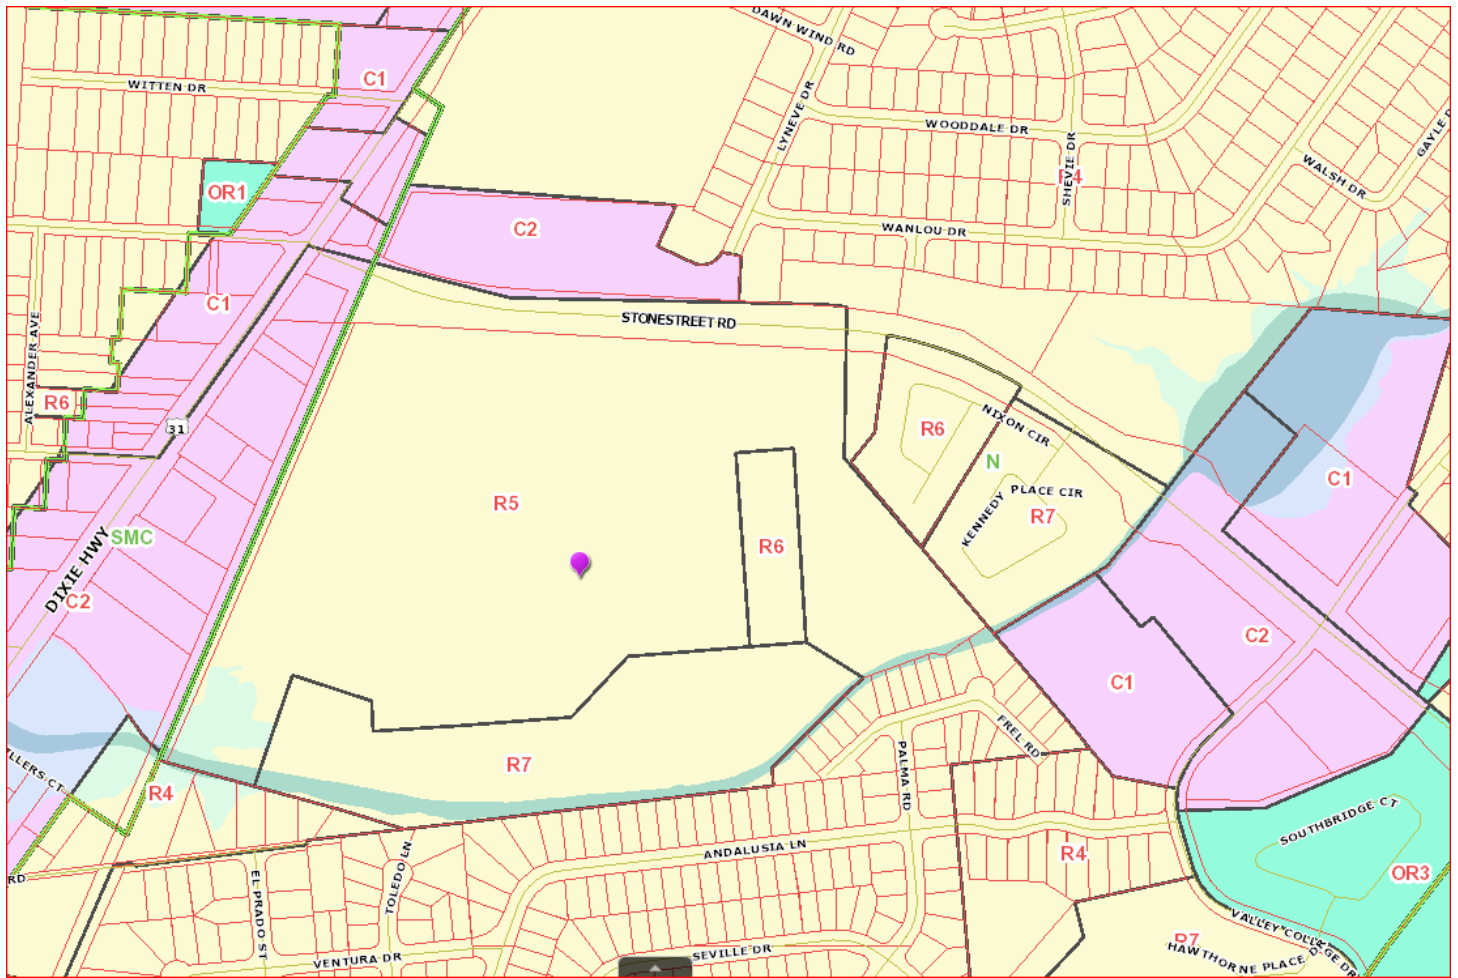 DAWN WIND RD
C1
WITTEN DR
LYNEVE DR
WOODDALE DR
GAYLE
SHEVIE DR
R4
WALSH DR
OR1
C2
WANLOU DR
C1
STONESTREET RD
ALEXANDER AVE
R6
31
NIXON CIR
R6
N
C1
R5
KENNEDY PLACE CIR
R7
SMC
DIXIE HWY
R6
C2
C2
C1
FREL RD
PALMA RD
LLERS CT
R7
R4
SOUTHBRIDGE CT
ANDALUSIA LN
R4
OR3
RD
EL PRADO ST
TOLEDO LN
VALLEY COLLEGE DR
R7
HAWTHORNE PLACE
SEVILLE DR
VENTURA DR